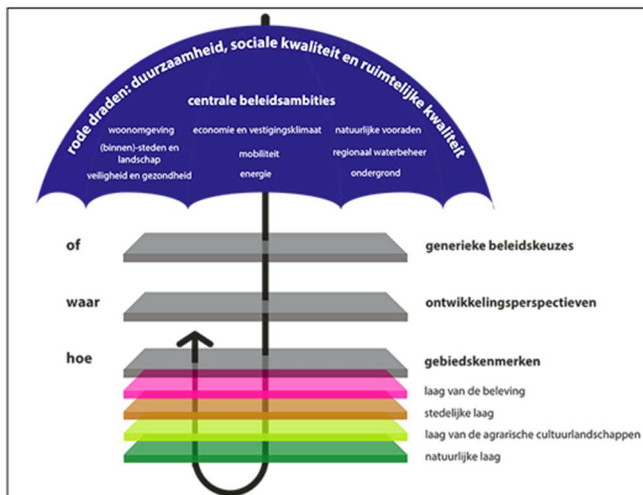 rode draden: duurzaamheid, sociale kwaliteit en ruimtelijke kwaliteit
centrale beleidsambities
woonomgeving
economie en vestigingsklimaat
natuurlijke vooraden
(binnen)-steden en
landschap
mobiliteit
regionaal waterbeheer
veiligheid en gezondheid
energie
ondergrond
of
generieke beleidskeuzes
waar
ontwikkelingsperspectieven
hoe
gebiedskenmerken
laag van de beleving
stedelijke laag
laag van de agrarische cultuurlandschappen
natuurlijke laag